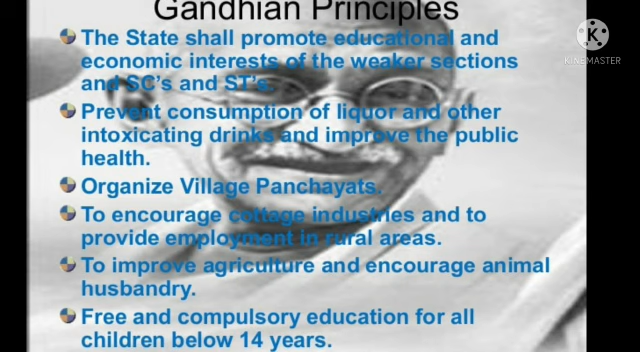 Gandhian Principles
K
KINEMASTER
The State shall promote educational and
economic interests of the weaker sections
and SC's and ST's.
Prevent consumption of liquor and other
intoxicating drinks and improve the public
health.
Organize Village Panchayats.
To encourage cottage industries and to
provide employment in rural areas.
To improve agriculture and encourage animal
husbandry.
Free and compulsory education for all
children below 14 years.